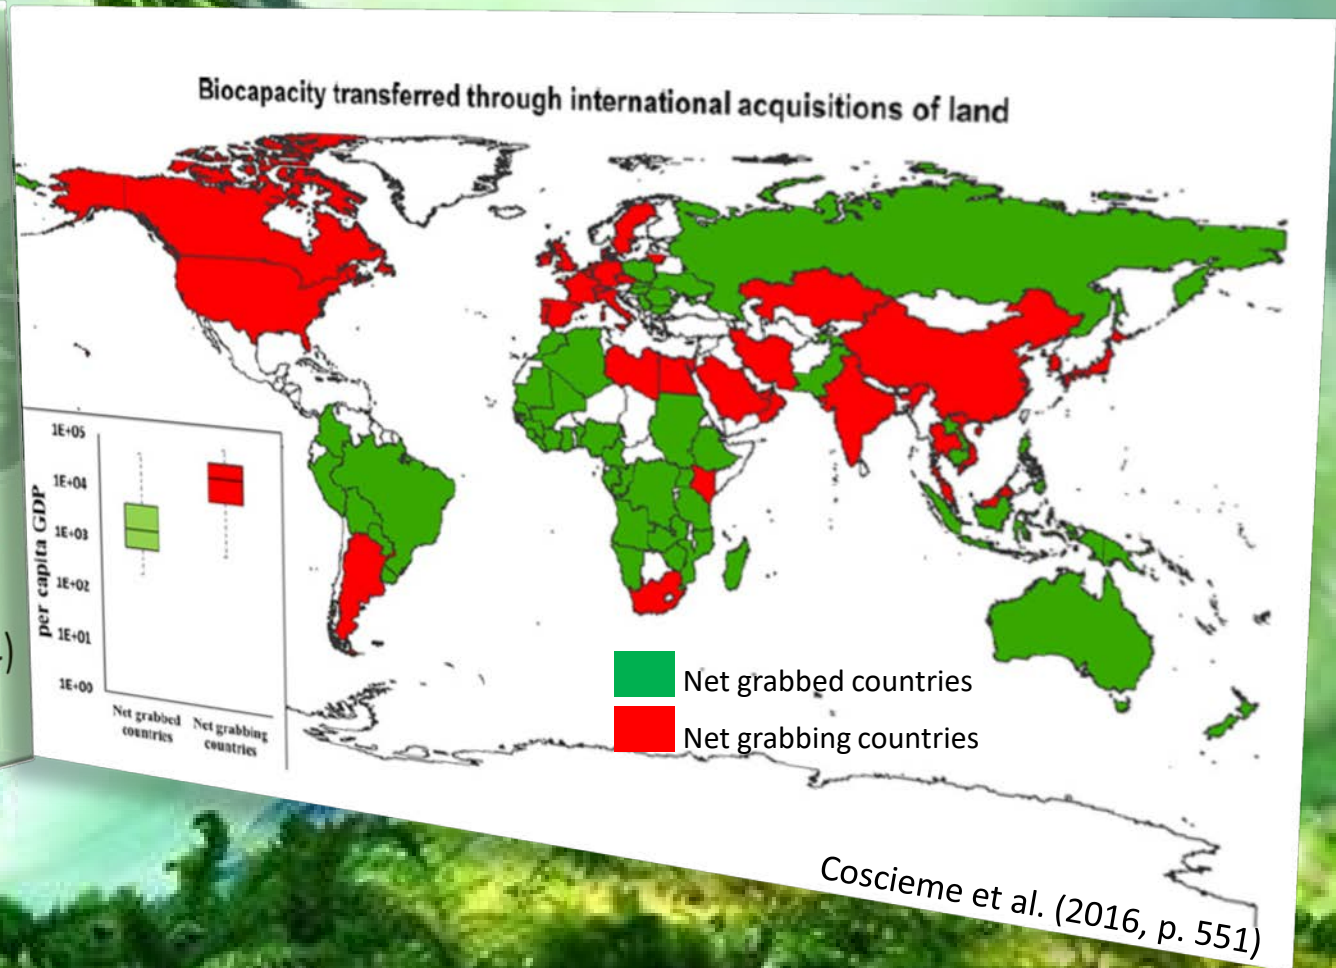 Biocapacity transferred through international acquisitions of land
1E+05
1E+04
1E+03
1E+02
1E+01
1E+00
per capita GDP
Net grabbed
countries
Net grabbing
countries
Net grabbed countries
Net grabbing countries
)
Coscieme et al. (2016, p. 551)